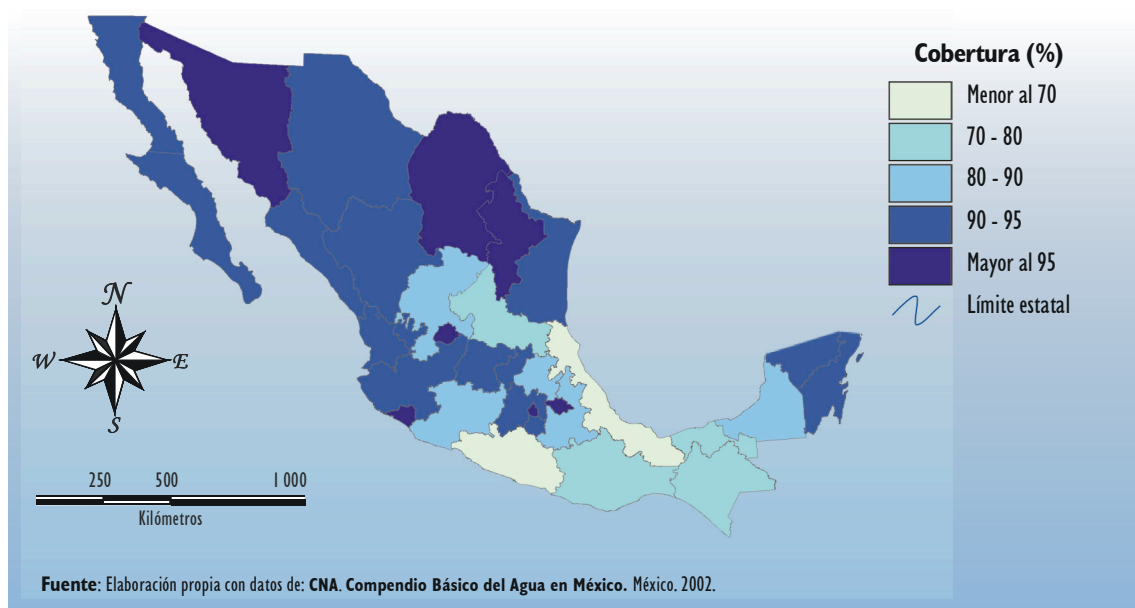 Cobertura (%)
Menor al 70
70 - 80
80 - 90
90 - 95
Mayor al 95
Límite estatal
N
W E
S
250 500 1 000
Kilómetros
Fuente: Elaboración propia con datos de: CNA. Compendio Básico del Agua en México. México. 2002.